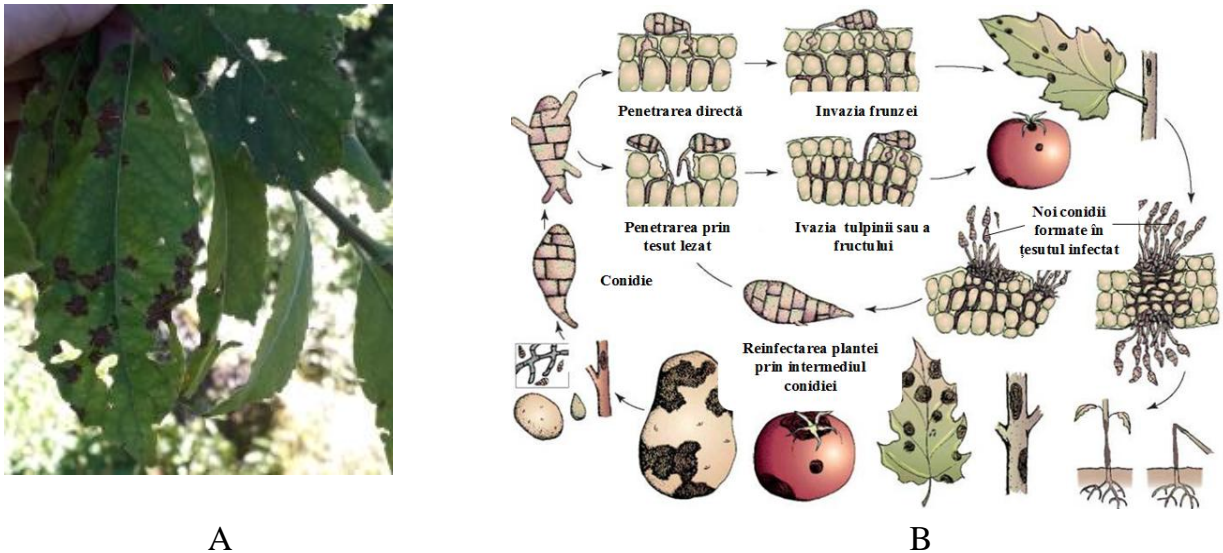 Penetrarea directă
Invazia frunzei
Penetrarea prin
tesut lezat
Ivazia tulpinii sau a
fructului
Noi conidii
formate în
țesutul infectat
Conidie
Reinfectarea plantei
prin intermediul
conidiei
A
B